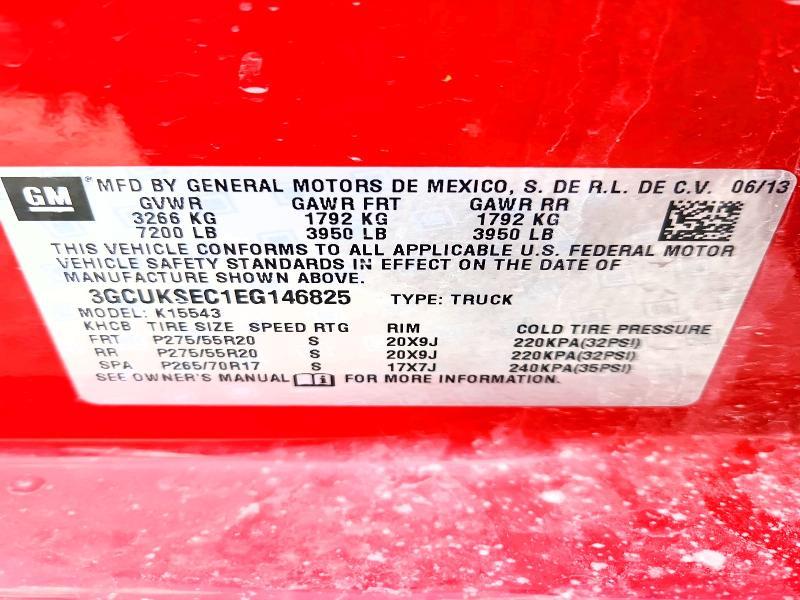 GM ® MFD BY GENERAL MOTORS DE MEXICO, S. DE R.L. DE C.V. 06/13
GVWR GAWR FRT GAWR RR
3266 KG 1792 KG 1792 KG
7200 LB 3950 LB 3950 LB
THIS VEHICLE CONFORMS TO ALL APPLICABLE U.S. FEDERAL MOTOR
VEHICLE SAFETY STANDARDS IN EFFECT ON THE DATE OF
MANUFACTURE SHOWN ABOVE.
3GCUKSEC1EG146825 TYPE: TRUCK
MODEL: K15543
KHCB TIRE SIZE SPEED RTG RIM COLD TIRE PRESSURE
FRT P275/55R20 S 20X9J 220KPA(32PSI)
RR P275/55R20 S 20X9J 220KPA(32PSI)
SPA P265/70R17 S 17X7J 240KPA(35PSI)
SEE OWNER'S MANUAL FOR MORE INFORMATION.